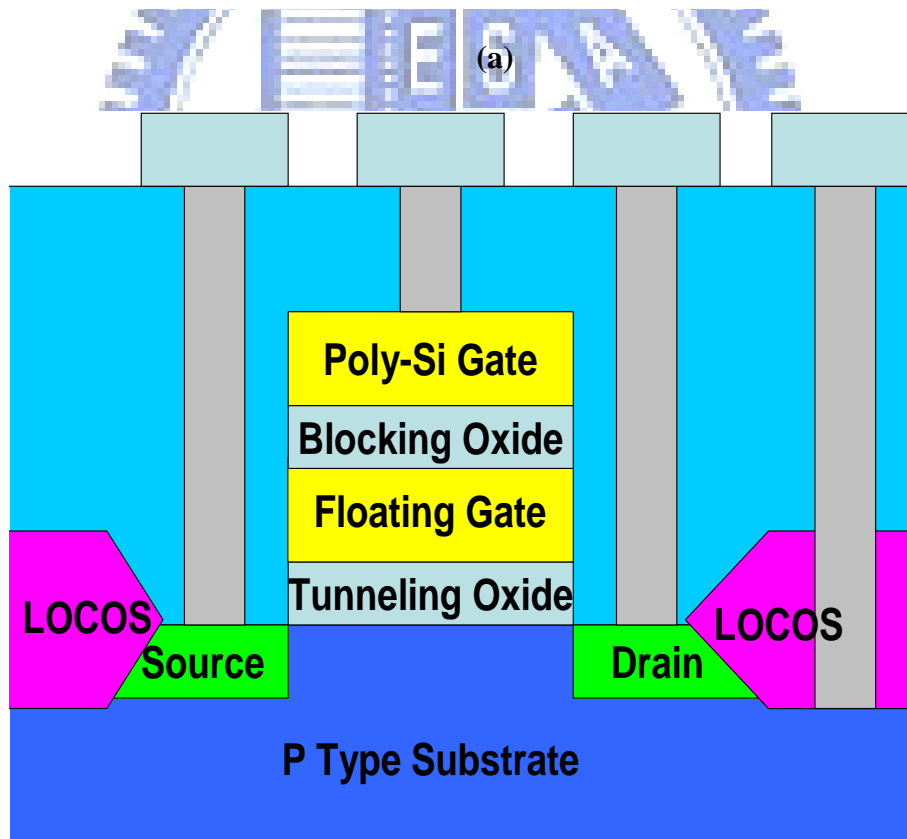 (a)
Poly-Si Gate
Blocking Oxide
Floating Gate
Tunneling Oxide
LOCOS
LOCOS
Source
Drain
P Type Substrate